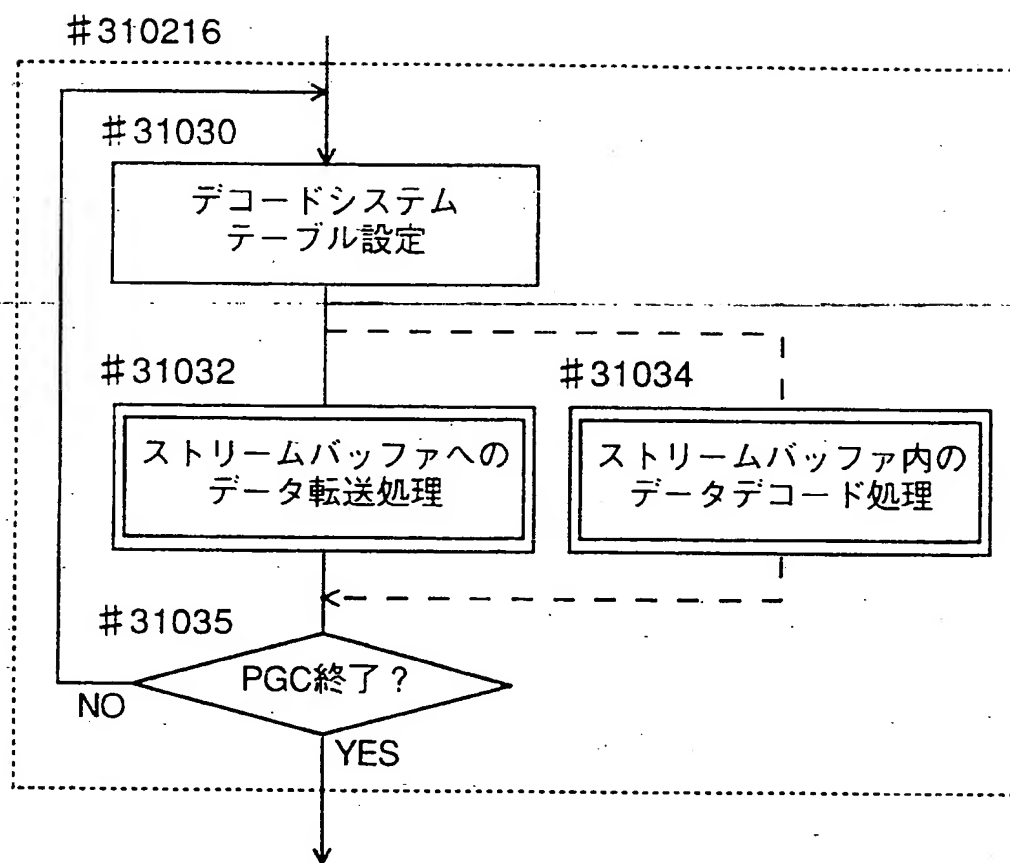 #310216
#31030
デコードシステム
テーブル設定
#31032
#31034
ストリームバッファへの
データ転送処理
ストリームバッファ内の
データデコード処理
#31035
PGC終了？
NO
YES